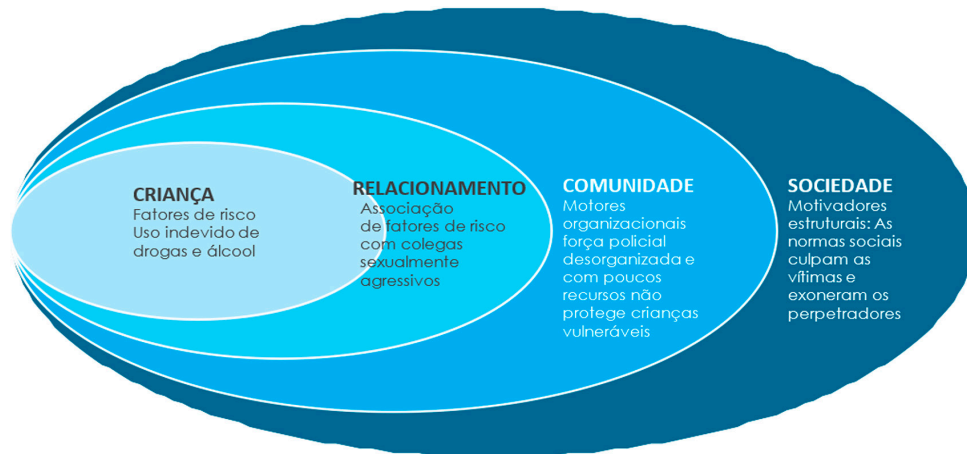 CRIANÇA
Fatores de risco
Uso indevido de
drogas e álcool
RELACIONAMENTO
Associação
de fatores de risco
com colegas
sexualmente
agressivos
COMUNIDADE
Motores
organizacionais
força policial
desorganizada e
com poucos
recursos não
protege crianças
vulneráveis
SOCIEDADE
Motivadores
estruturais: As
normas sociais
culpam as
vítimas e
exoneram os
perpetradores